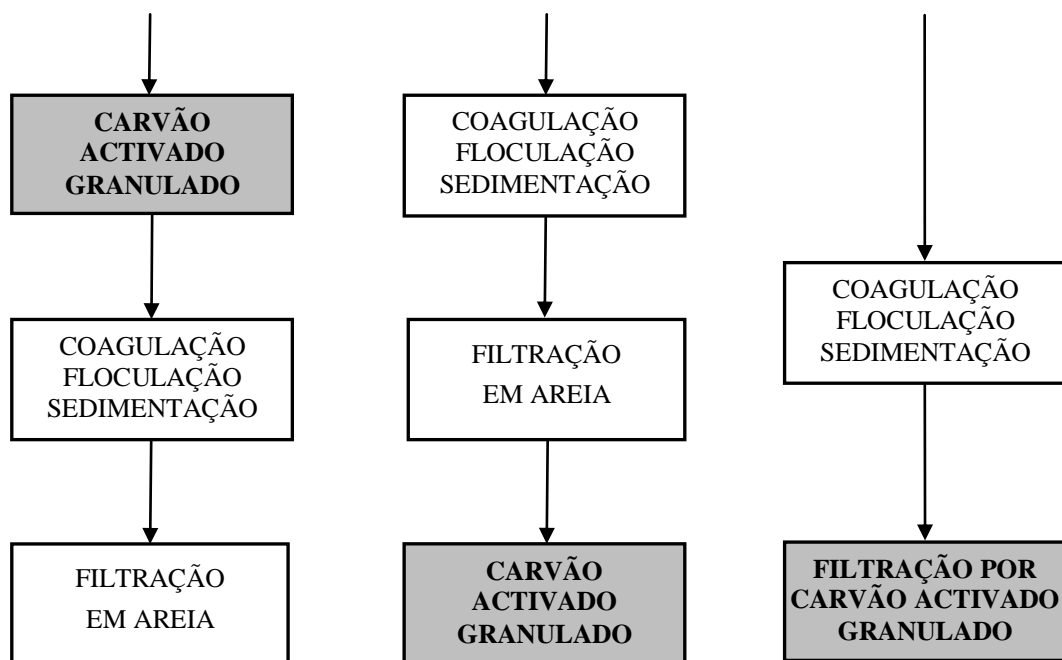 CARVÃO
ACTIVADO
GRANULADO
COAGULAÇÃO
FLOCULAÇÃO
SEDIMENTAÇÃO
FILTRAÇÃO
EM AREIA
COAGULAÇÃO
FLOCULAÇÃO
SEDIMENTAÇÃO
FILTRAÇÃO
EM AREIA
CARVÃO
ACTIVADO
GRANULADO
COAGULAÇÃO
FLOCULAÇÃO
SEDIMENTAÇÃO
FILTRAÇÃO POR
CARVÃO ACTIVADO
GRANULADO